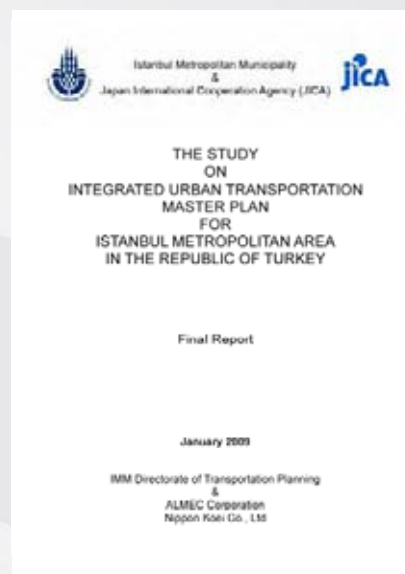 Istanbul Metropolitan Municipality
&
Japan International Cooperation Agency (JICA)
JICA
THE STUDY
ON
INTEGRATED URBAN TRANSPORTATION
MASTER PLAN
FOR
ISTANBUL METROPOLITAN AREA
IN THE REPUBLIC OF TURKEY
Final Report
January 2009
IMM Directorate of Transportation Planning
&
ALMEC Corporation
Nippon Koei Co., Ltd